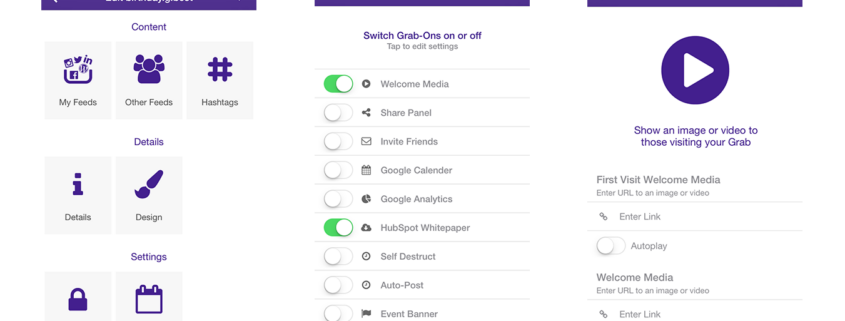 Content
My Feeds
Other Feeds
Hashtags
Details
Details
Design
Settings
Switch Grab-Ons on or off
Tap to edit settings
Welcome Media
Share Panel
Invite Friends
Google Calender
Google Analytics
HubSpot Whitepaper
Self Destruct
Auto-Post
Event Banner
Show an image or video to
those visiting your Grab
First Visit Welcome Media
Enter URL to an image or video
Enter Link
Autoplay
Welcome Media
Enter URL to an image or video
Enter Link